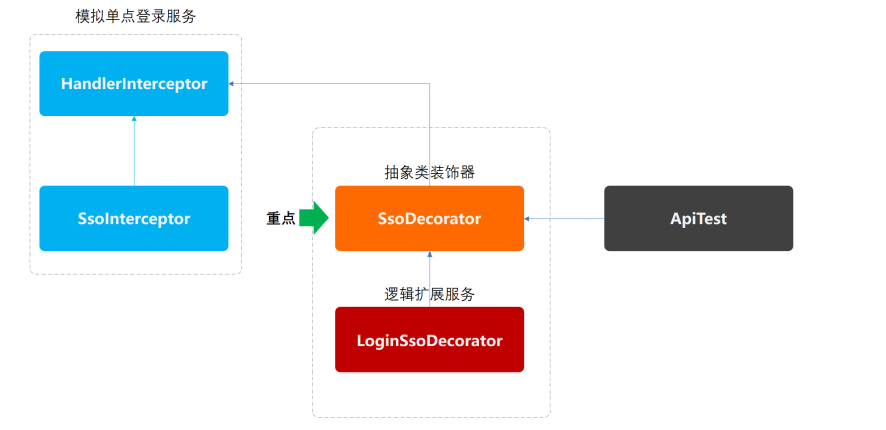 模拟单点登录服务
HandlerInterceptor
SsoInterceptor
抽象类装饰器
重点
SsoDecorator
ApiTest
逻辑扩展服务
LoginSsoDecorator